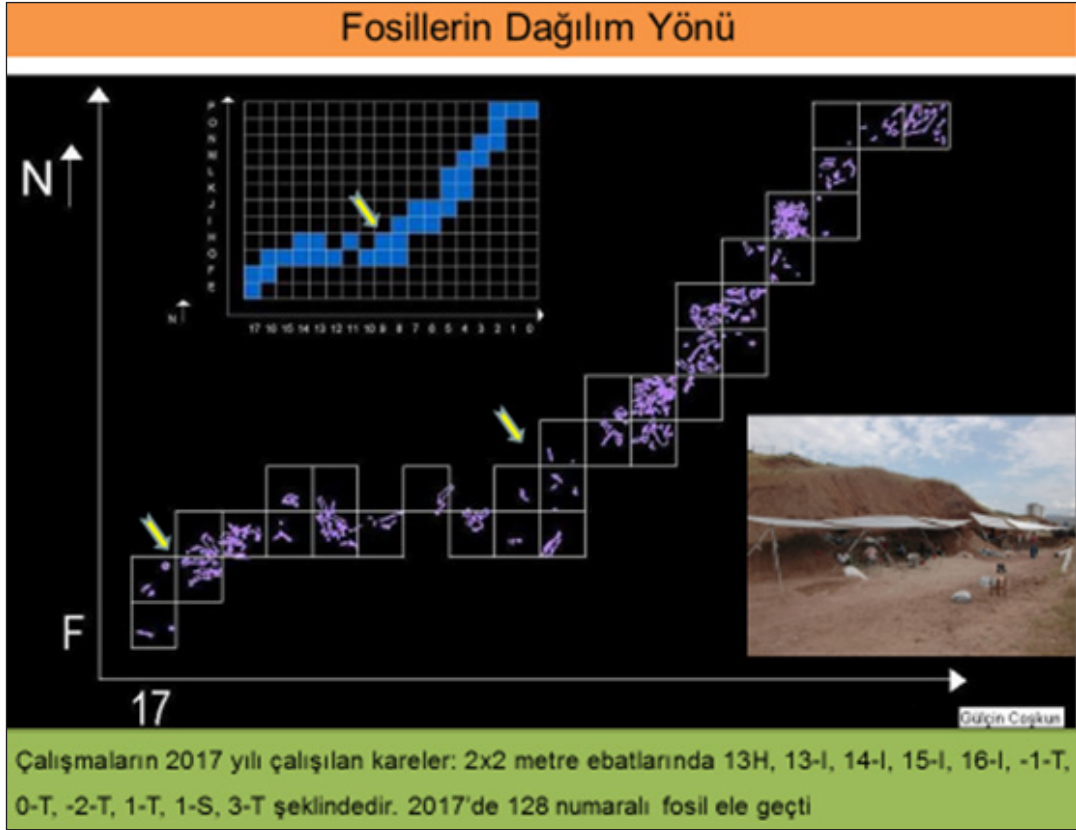 Fosillerin Dağılım Yönü
N
P
O
N
M
L
K
J
I
H
G
F
E
N
17 16 15 14 13 12 11 10 9 8 7 6 5 4 3 2 1 0
F
17
Gülçin Coşkun
Çalışmaların 2017 yılı çalışılan kareler: 2x2 metre ebatlarında 13H, 13-I, 14-I, 15-I, 16-I, -1-T,
0-T, -2-T, 1-T, 1-S, 3-T şeklindedir. 2017'de 128 numaralı fosil ele geçti